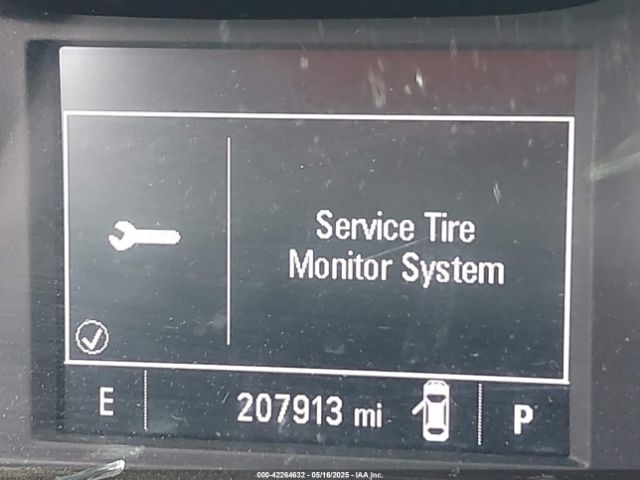 Service Tire
Monitor System
E 207913 mi P
000-42264632 - 05/16/2025 - IAA Inc.